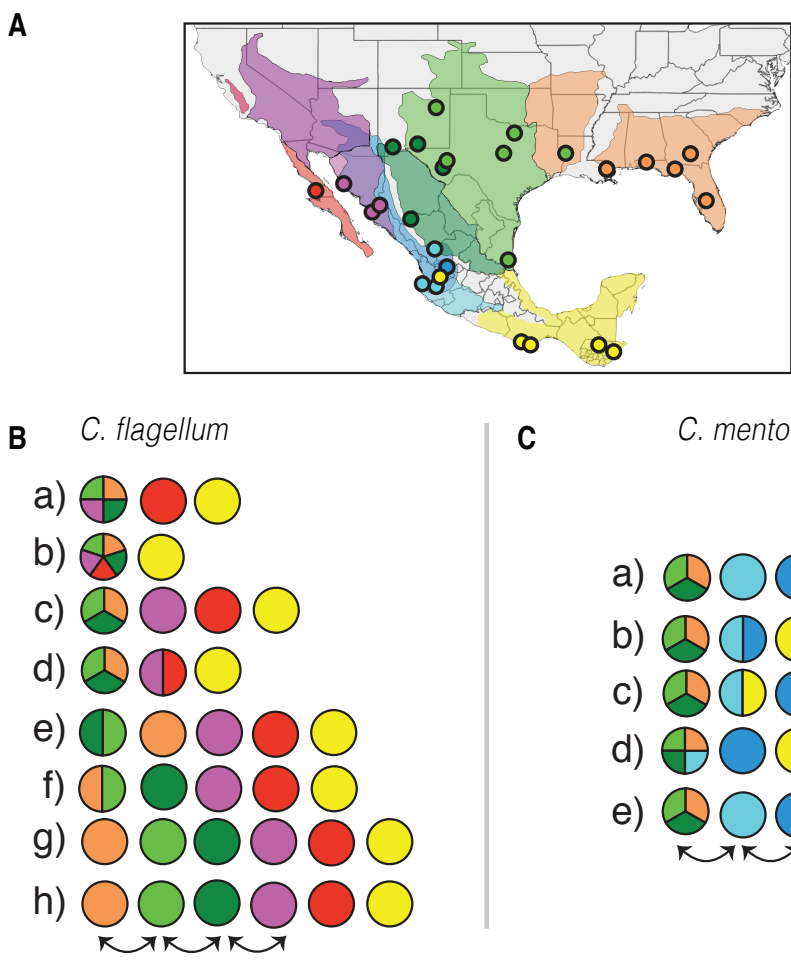 A
B
C. flagellum
a)
b)
c)
d)
e)
f)
g)
h)
C
C. mento
a)
b)
c)
d)
e)